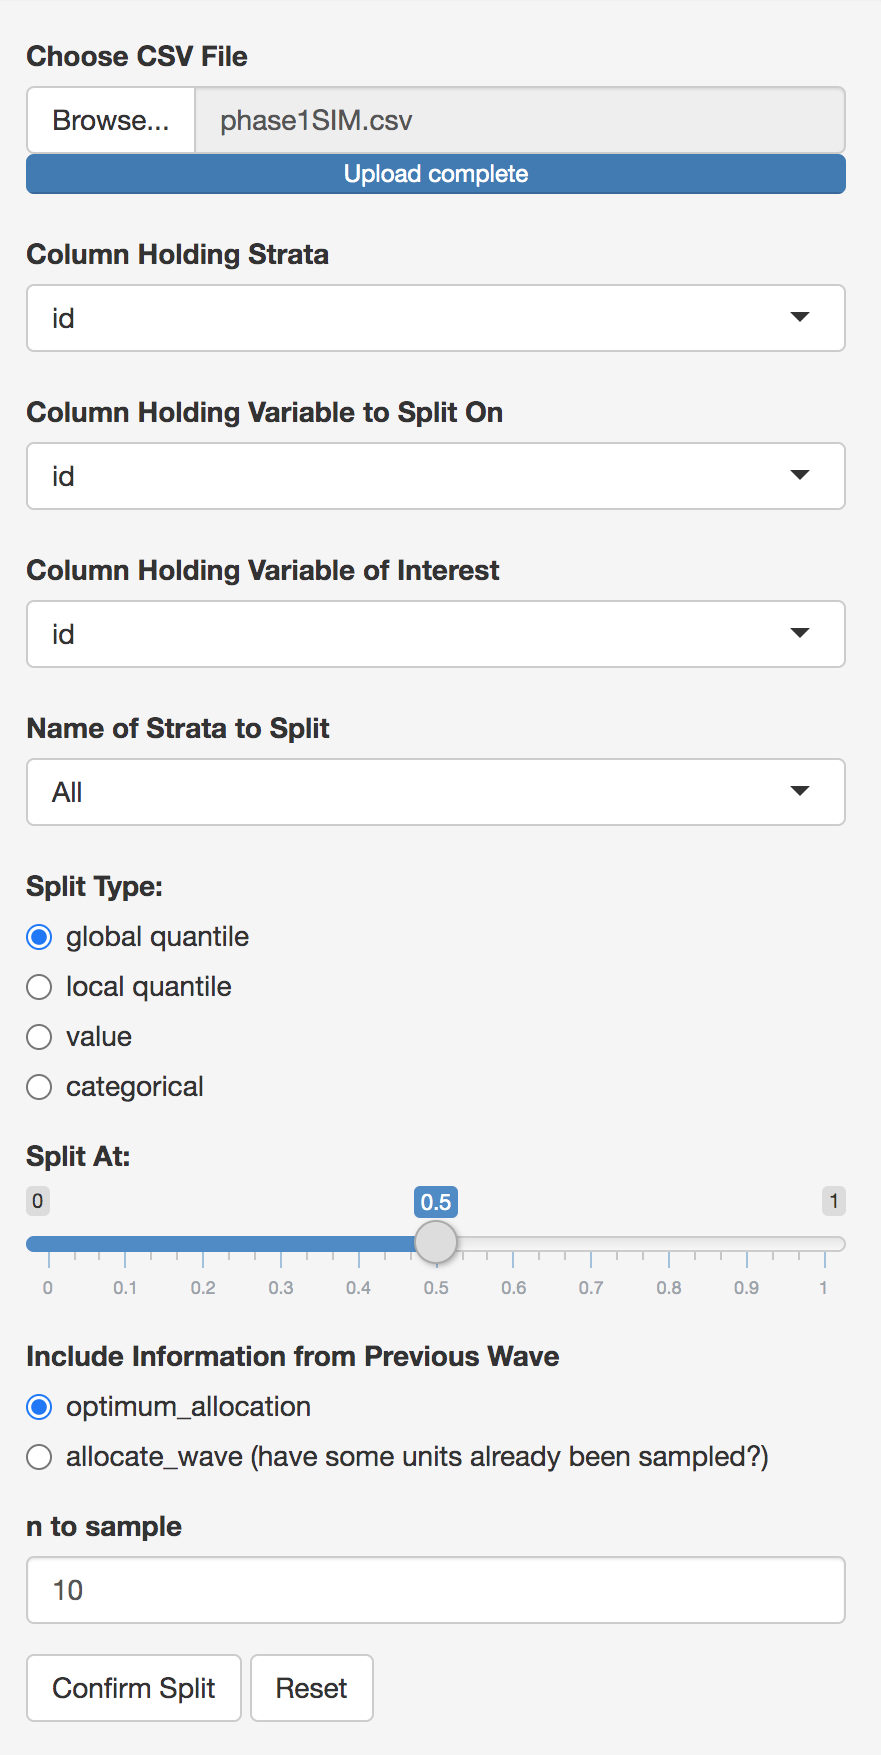 Choose CSV File
Browse... phase1SIM.csv
Upload complete
Column Holding Strata
id
Column Holding Variable to Split On
id
Column Holding Variable of Interest
id
Name of Strata to Split
All
Split Type:
global quantile
local quantile
value
categorical
Split At:
0 0.5 1
0 0.1 0.2 0.3 0.4 0.5 0.6 0.7 0.8 0.9 1
Include Information from Previous Wave
optimum_allocation
allocate_wave (have some units already been sampled?)
n to sample
10
Confirm Split Reset